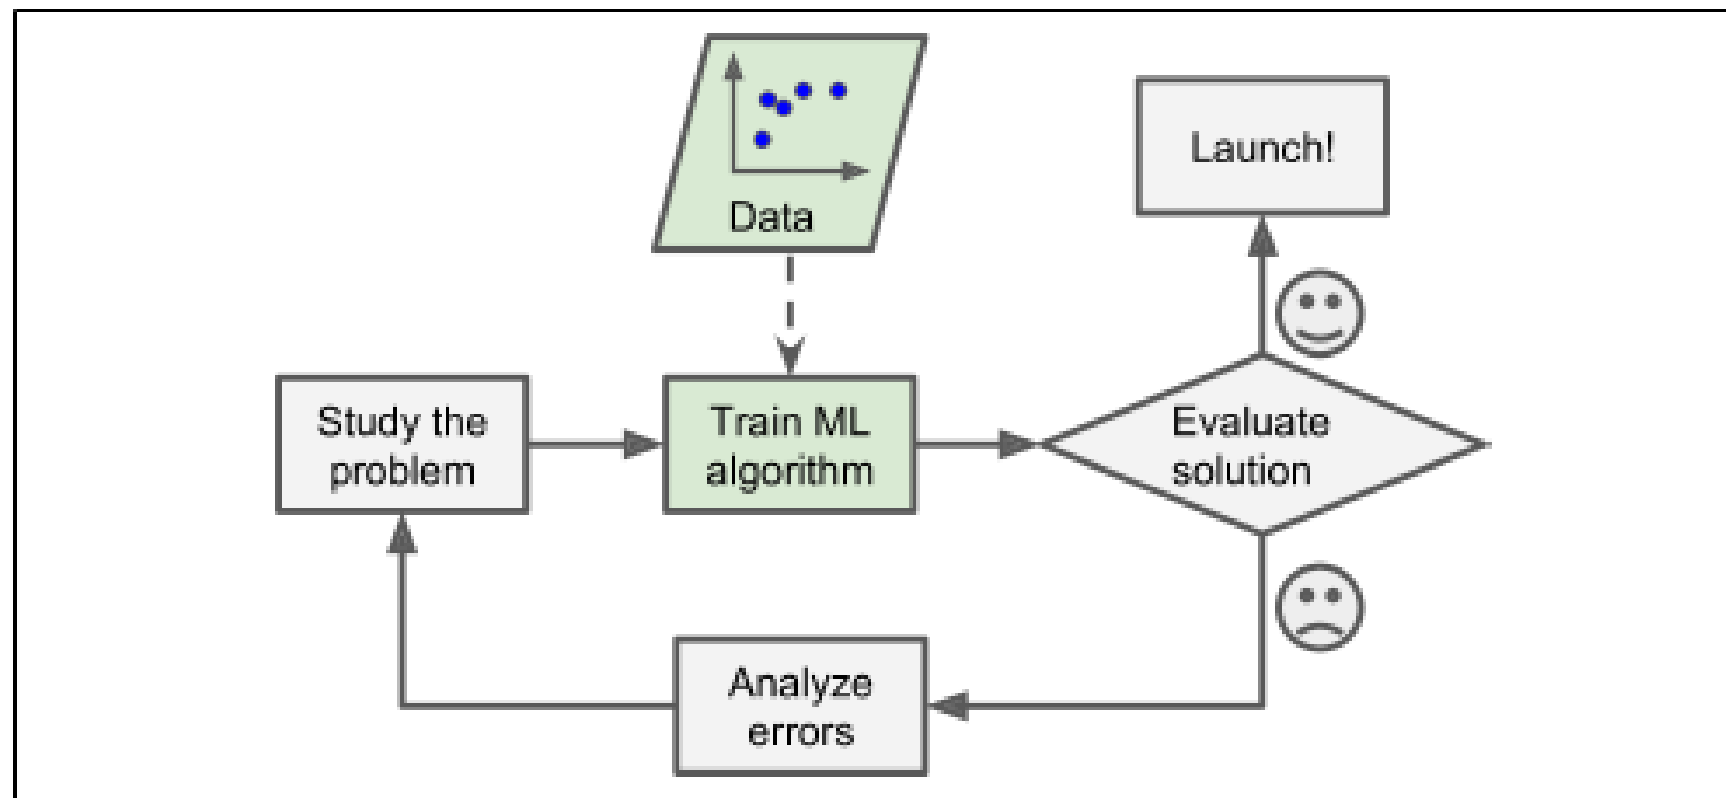 Data
Launch!
Study the
problem
Train ML
algorithm
Evaluate
solution
Analyze
errors